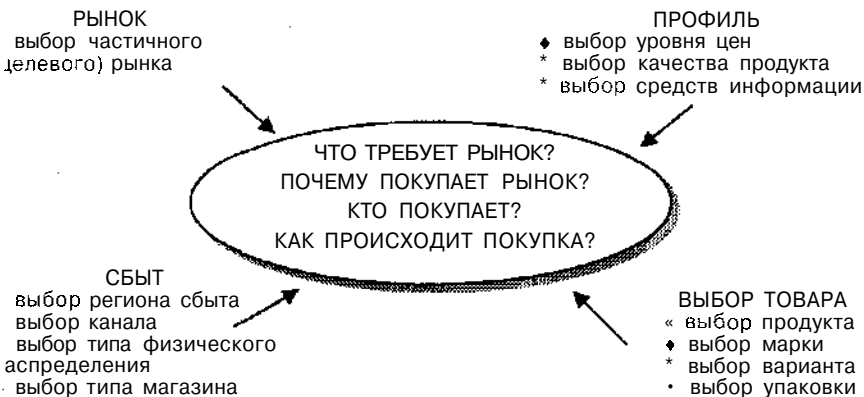 РЫНОК
выбор частичного
целевого) рынка
ПРОФИЛЬ
♦ выбор уровня цен
* выбор качества продукта
* выбор средств информации
ЧТО ТРЕБУЕТ РЫНОК?
ПОЧЕМУ ПОКУПАЕТ РЫНОК?
КТО ПОКУПАЕТ?
КАК ПРОИСХОДИТ ПОКУПКА?
СБЫТ
выбор региона сбыта
выбор канала
выбор типа физического
аспределения
выбор типа магазина
ВЫБОР ТОВАРА
« выбор продукта
♦ выбор марки
* выбор варианта
• выбор упаковки